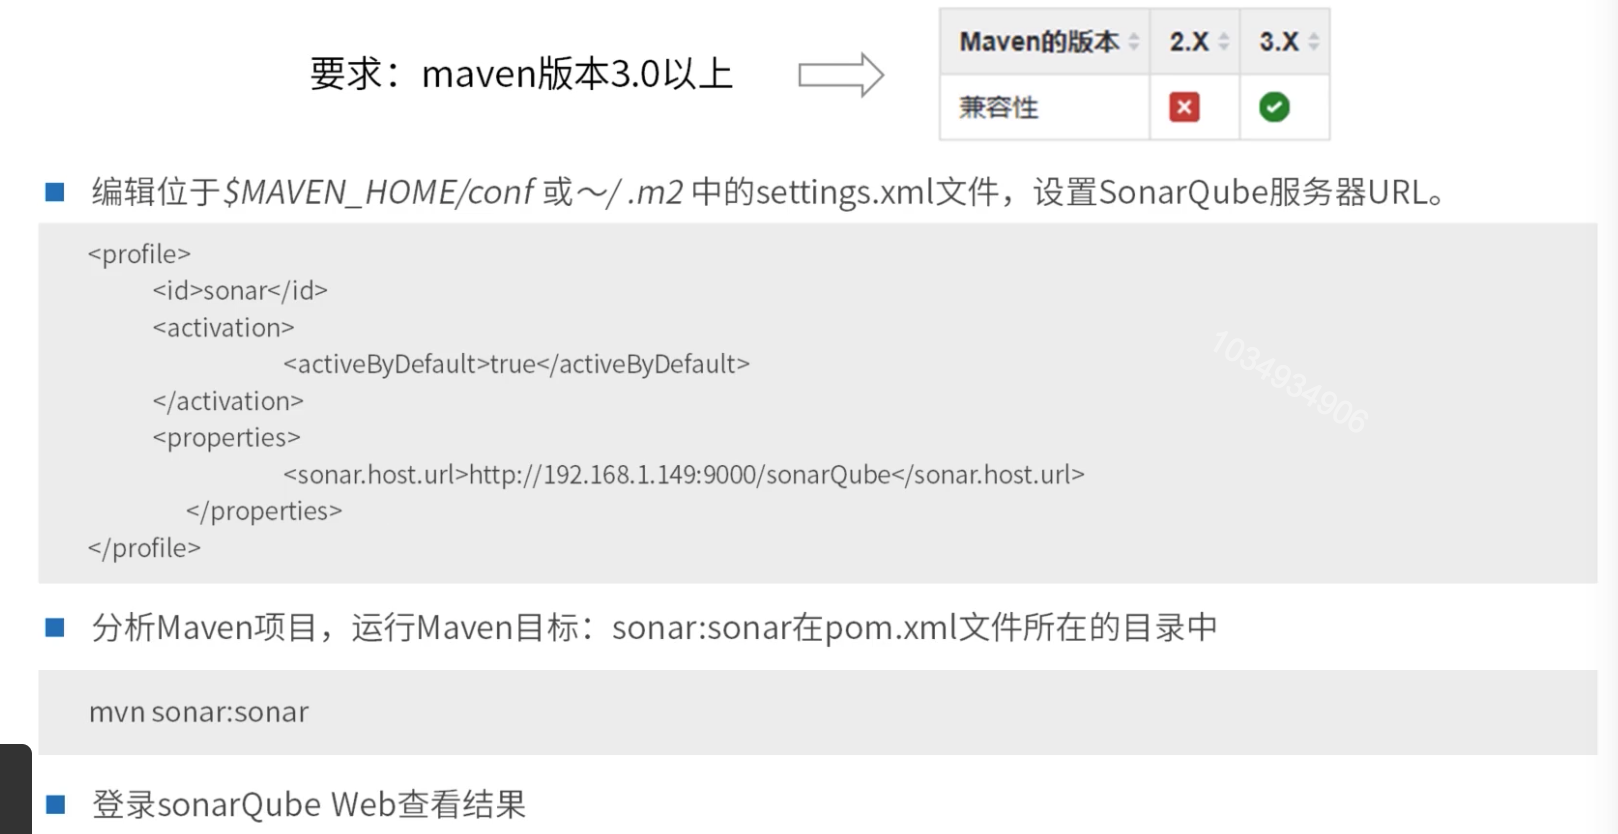 要求：maven版本3.0以上
Maven的版本 2.X 3.X
兼容性
编辑位于$MAVEN_HOME/conf 或～/ .m2 中的settings.xml文件，设置SonarQube服务器URL。
<profile>
<id>sonar</id>
<activation>
<activeByDefault>true</activeByDefault>
</activation>
<properties>
<sonar.host.url>http://192.168.1.149:9000/sonarQube</sonar.host.url>
</properties>
</profile>
1034934906
分析Maven项目，运行Maven目标：sonar:sonar在pom.xml文件所在的目录中
mvn sonar:sonar
登录sonarQube Web查看结果